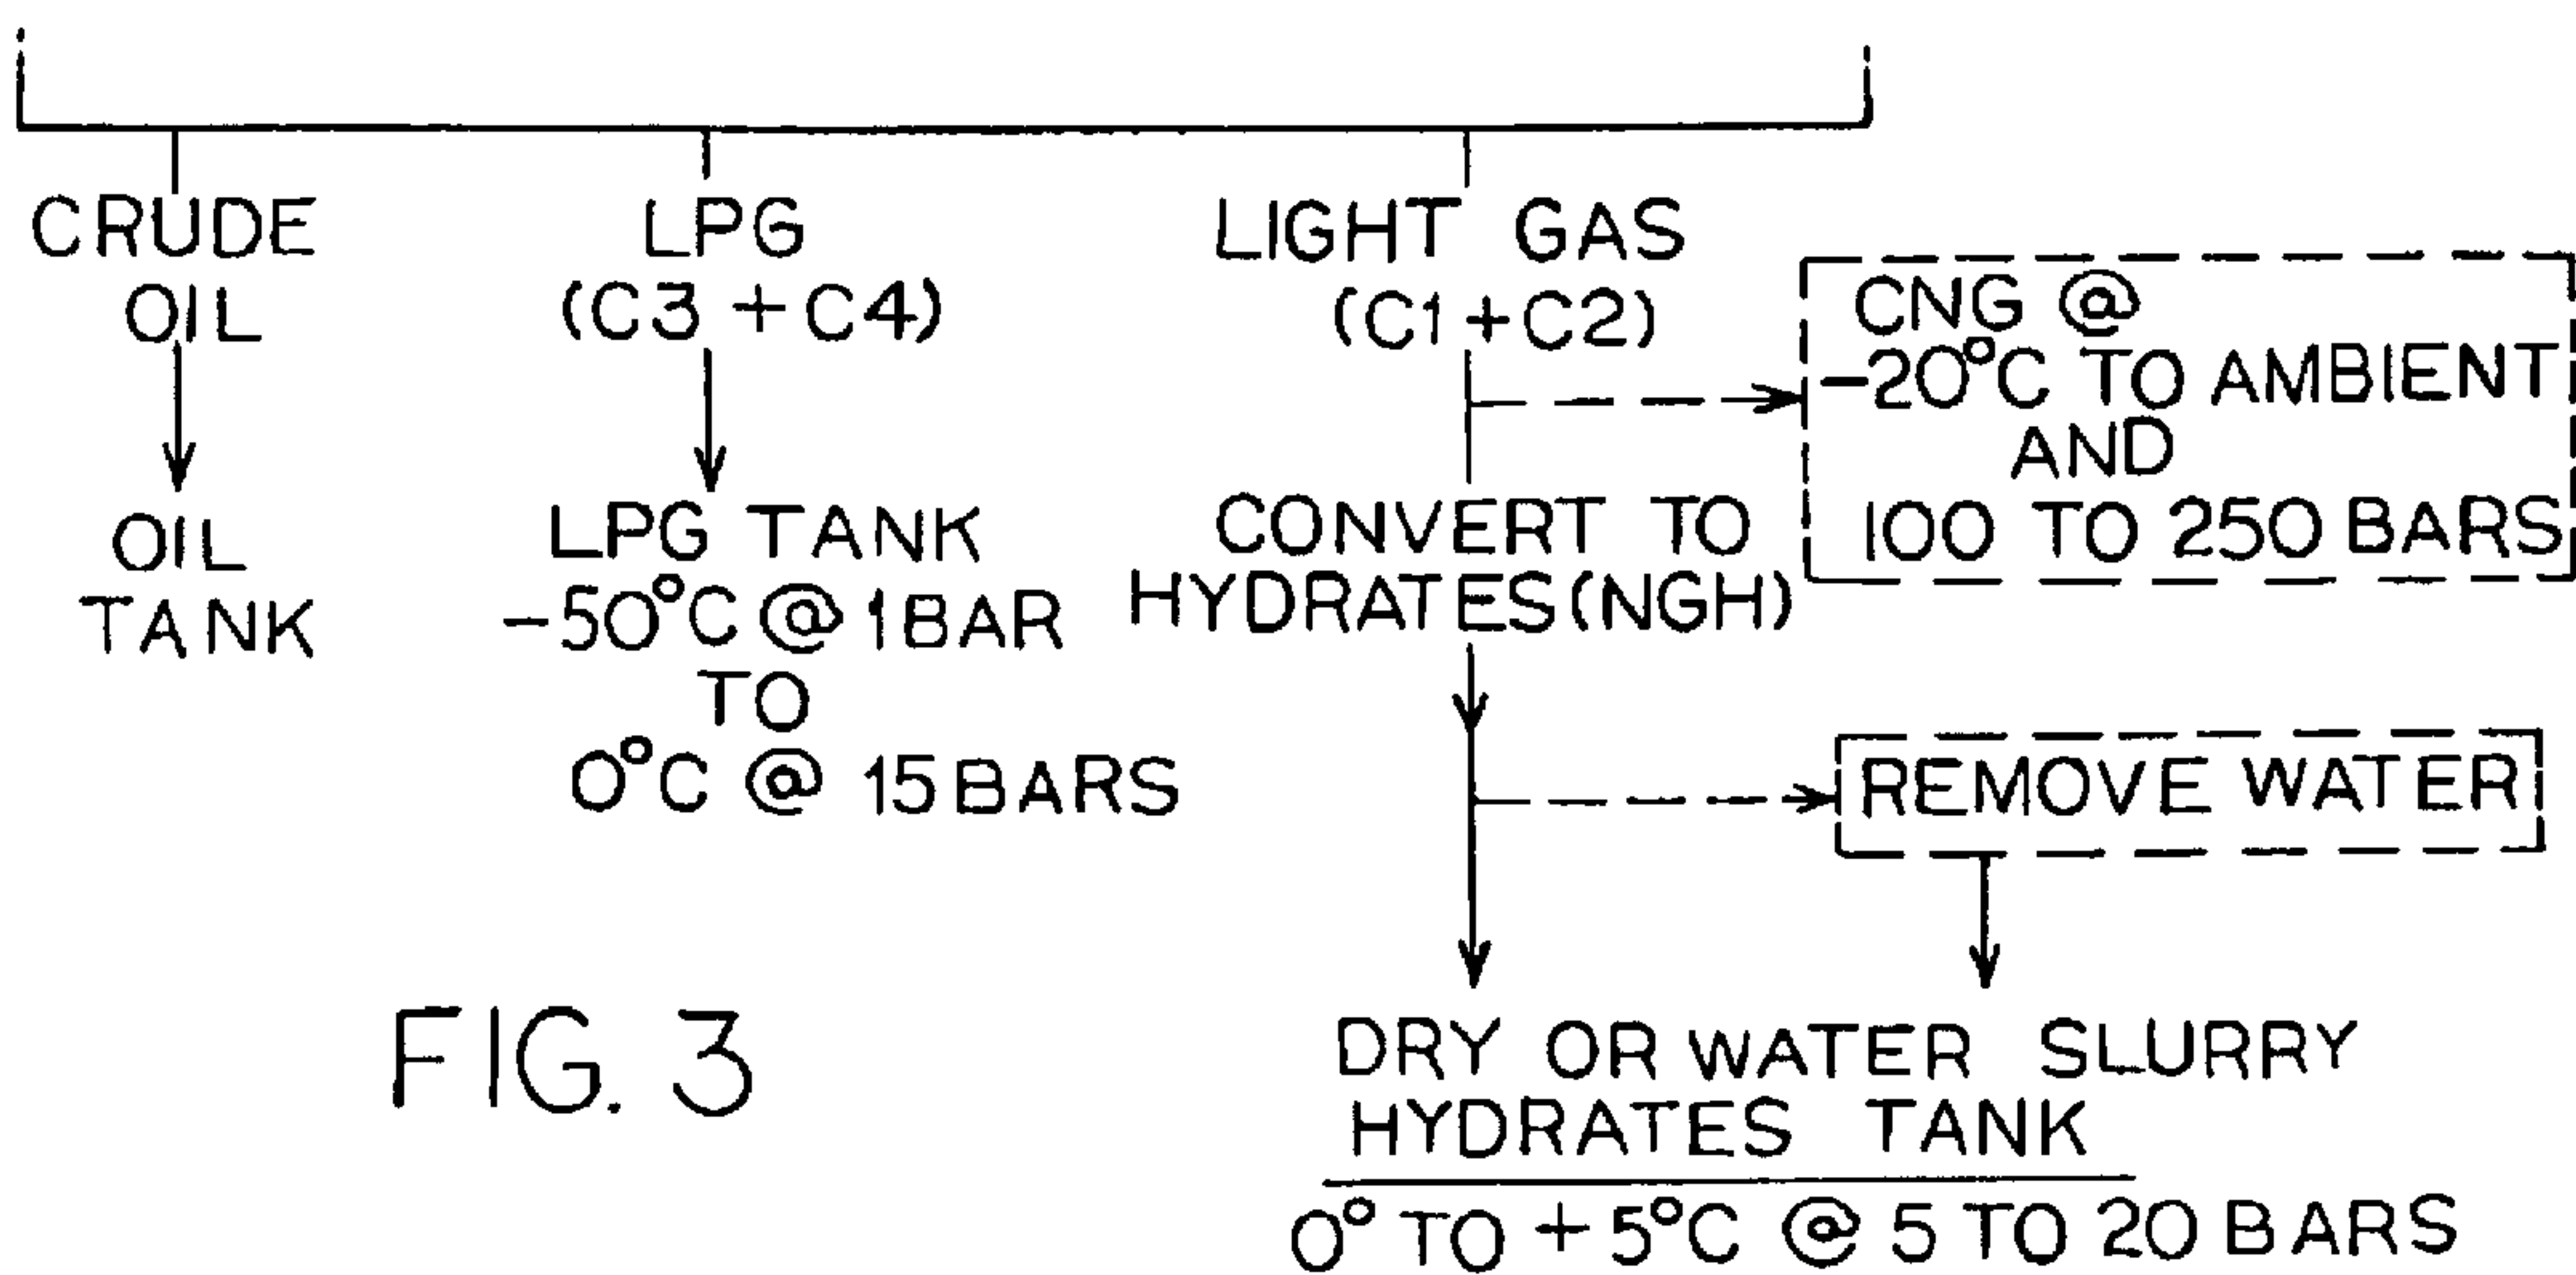 CRUDE
OIL
OIL
TANK
LPG
(C3 + C4)
LPG TANK
-50°C @ 1 BAR
TO
0°C @ 15 BARS
LIGHT GAS
(C1 + C2)
CNG @
-20°C TO AMBIENT
AND
100 TO 250 BARS
CONVERT TO
HYDRATES (NGH)
REMOVE WATER
DRY OR WATER SLURRY
HYDRATES TANK
0° TO +5°C @ 5 TO 20 BARS
FIG. 3